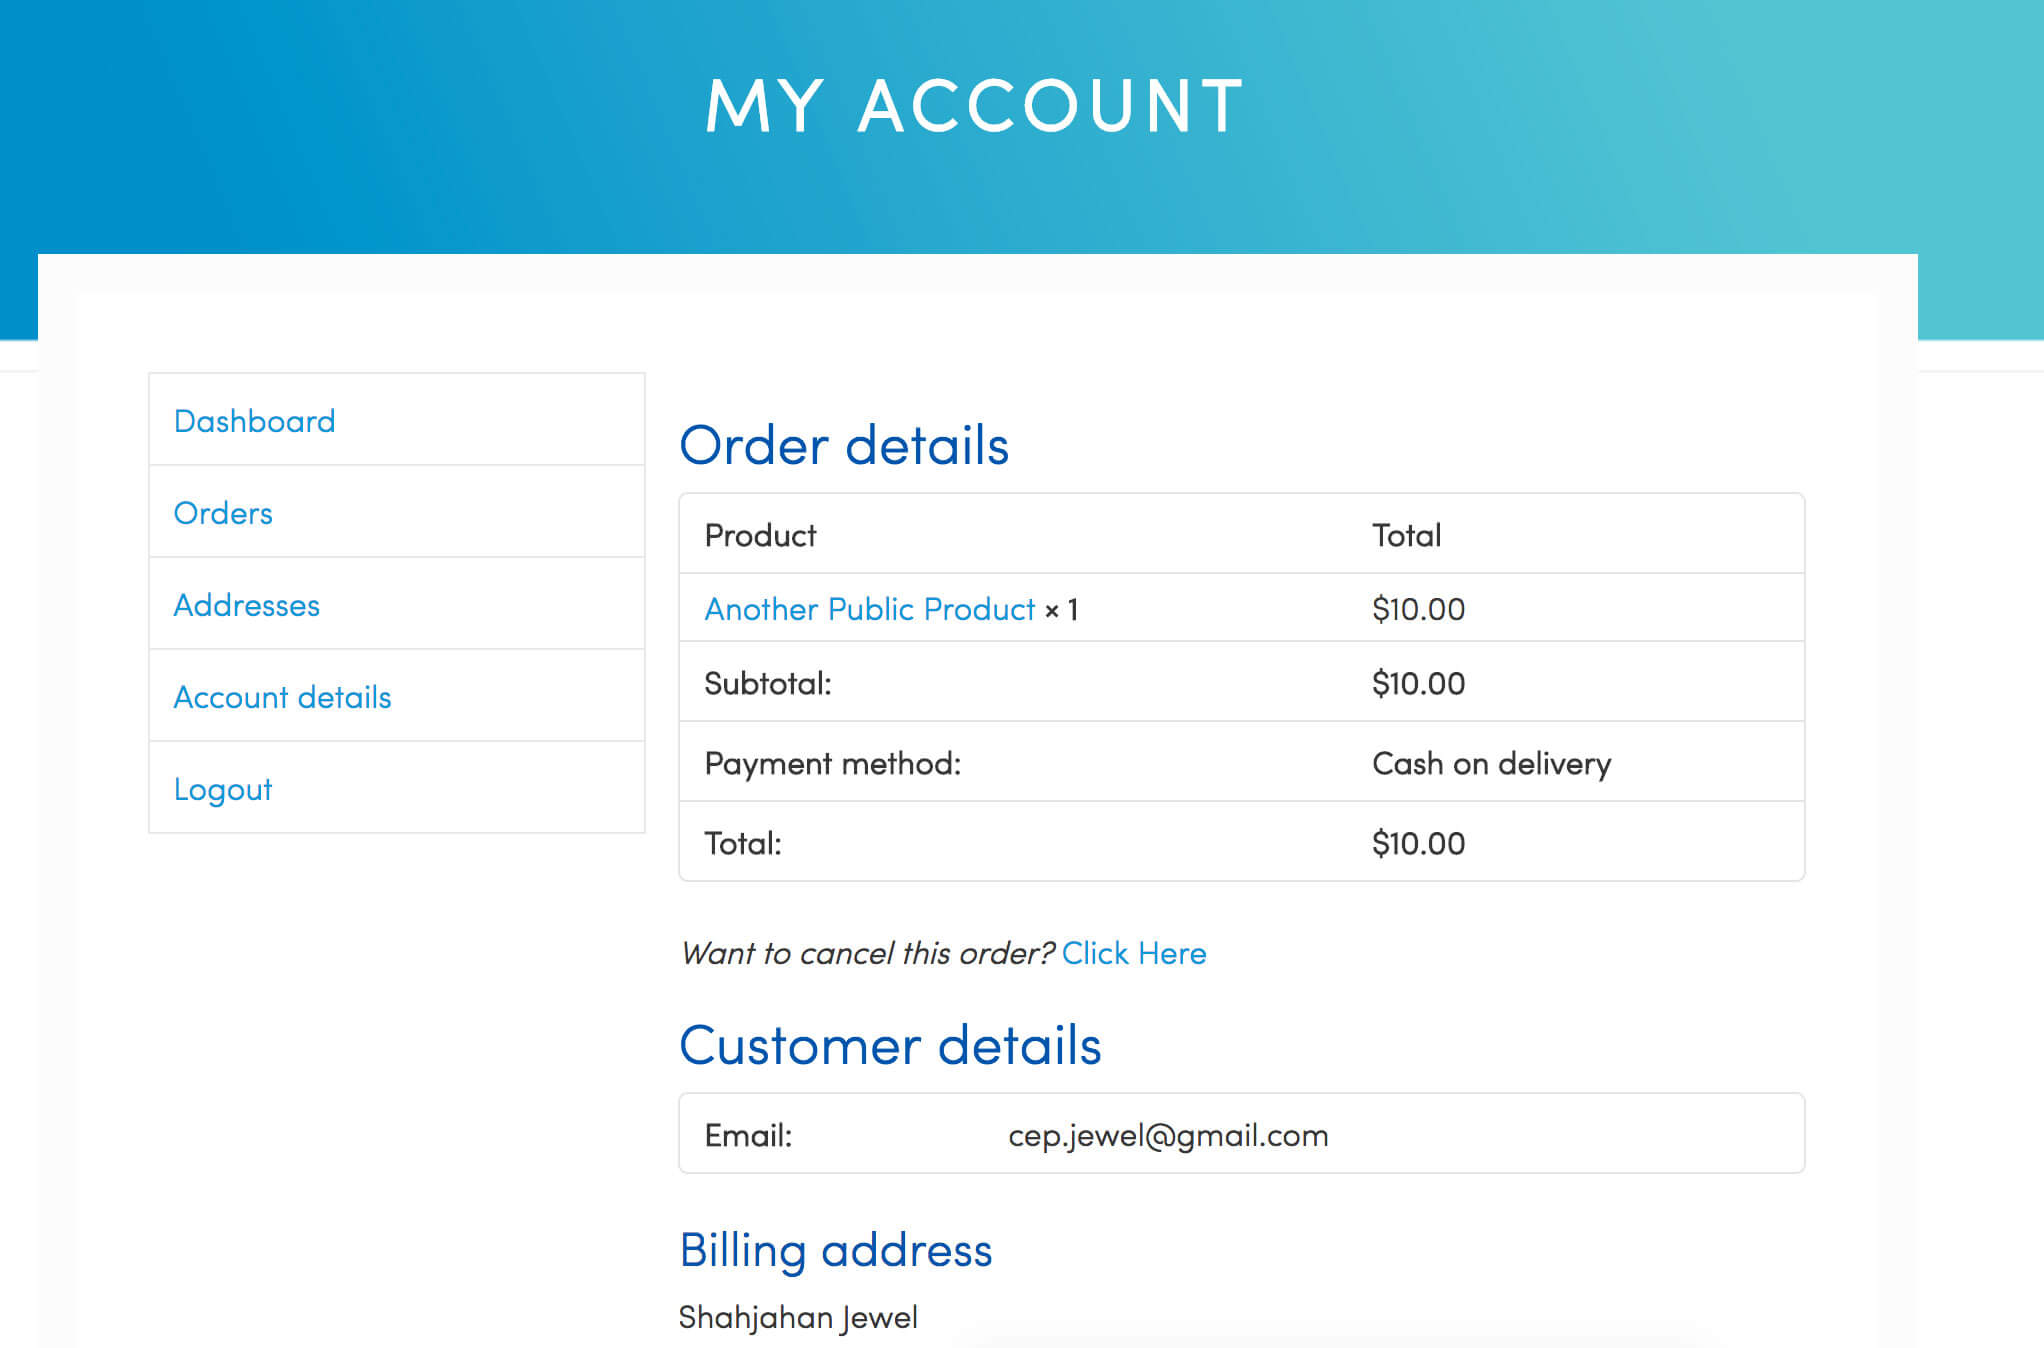 MY ACCOUNT
Dashboard
Orders
Addresses
Account details
Logout
Order details
Product Total
Another Public Product × 1 $10.00
Subtotal: $10.00
Payment method: Cash on delivery
Total: $10.00
Want to cancel this order? Click Here
Customer details
Email: cep.jewel@gmail.com
Billing address
Shahjahan Jewel